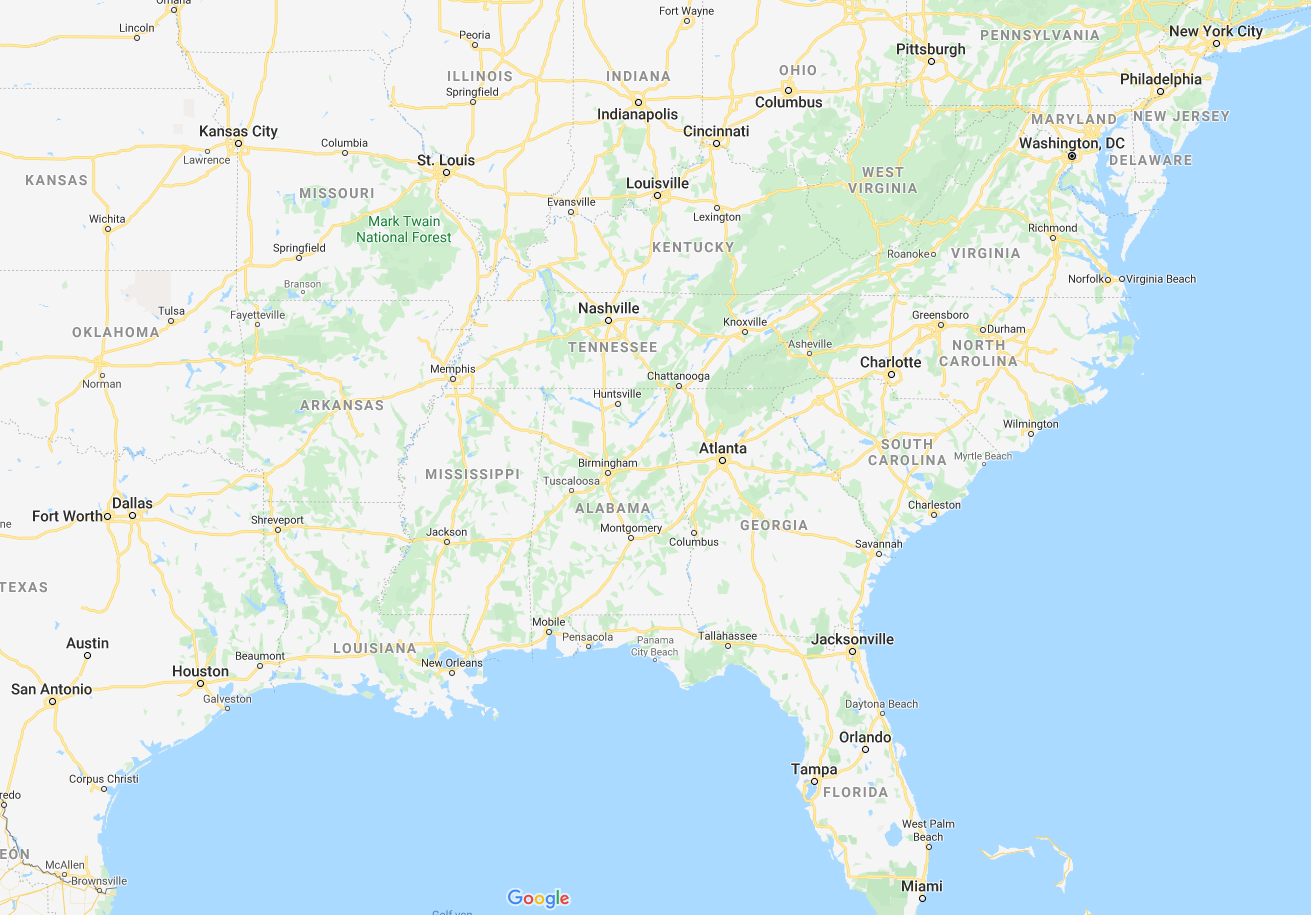 Omaha
Lincoln
Fort Wayne
Peoria
PENNSYLVANIA
New York City
Pittsburgh
ILLINOIS
Springfield
INDIANA
OHIO
Columbus
Philadelphia
Indianapolis
MARYLAND
NEW JERSEY
Kansas City
Columbia
Cincinnati
Washington, DC
Lawrence
St. Louis
DELAWARE
KANSAS
MISSOURI
Louisville
WEST
VIRGINIA
Evansville
Lexington
Wichita
Mark Twain
National Forest
Richmond
Springfield
KENTUCKY
Roanoke
VIRGINIA
Branson
Norfolk
Virginia Beach
Tulsa
Fayetteville
Nashville
Knoxville
Greensboro
Durham
OKLAHOMA
TENNESSEE
Asheville
NORTH
CAROLINA
Norman
Memphis
Chattanooga
Charlotte
Huntsville
ARKANSAS
Wilmington
Atlanta
SOUTH
CAROLINA
Myrtle Beach
MISSISSIPPI
Birmingham
Tuscaloosa
Dallas
Fort Worth
ne
Shreveport
ALABAMA
Charleston
Jackson
Montgomery
Columbus
GEORGIA
Savannah
TEXAS
Austin
Mobile
Pensacola
Panama
City Beach
Tallahassee
Jacksonville
LOUISIANA
Beaumont
New Orleans
Houston
San Antonio
Galveston
Daytona Beach
Orlando
Corpus Christi
Tampa
FLORIDA
redo
West Palm
Beach
EÓN
McAllen
Brownsville
Miami
Google
Golf von